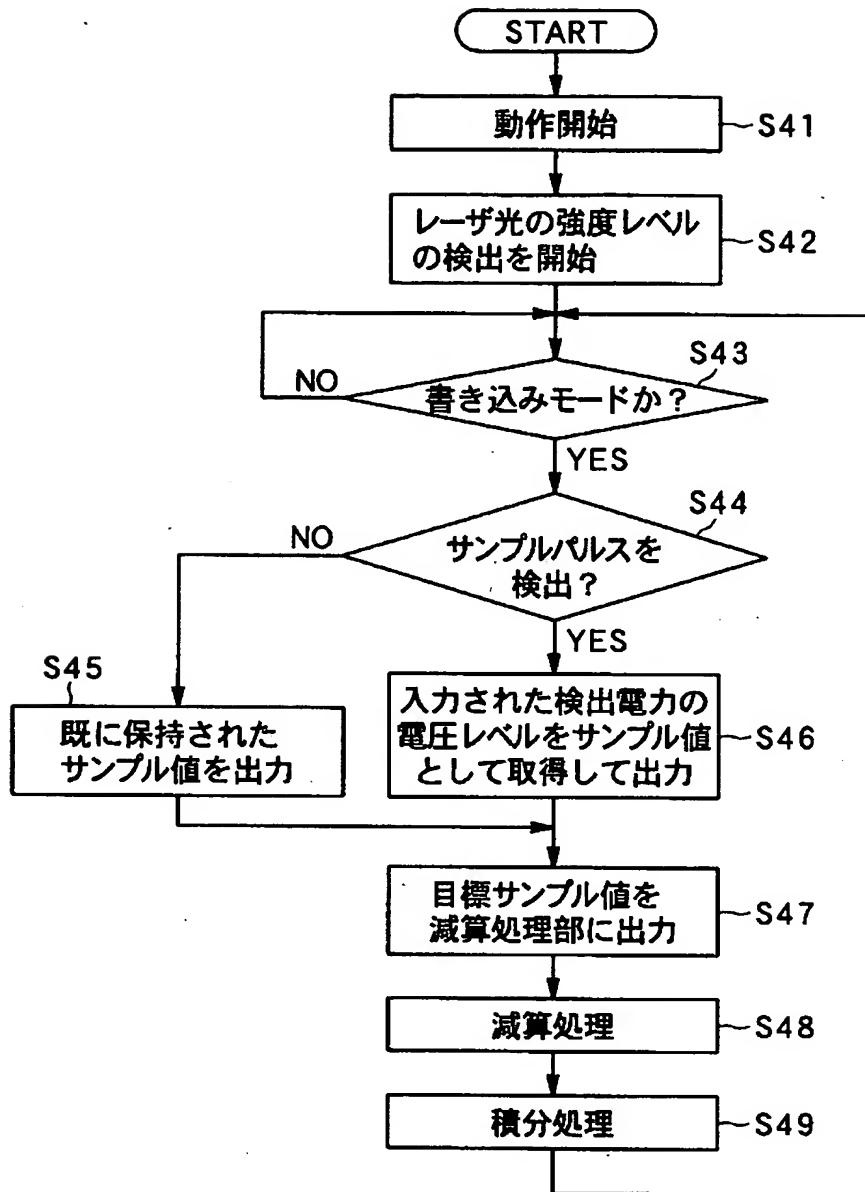 START
動作開始
S41
レーザ光の強度レベル
の検出を開始
S42
S43
NO
書き込みモードか？
YES
S44
NO
サンプルパルスを
検出？
YES
S45
既に保持された
サンプル値を出力
入力された検出電力の
電圧レベルをサンプル値
として取得して出力
S46
目標サンプル値を
減算処理部に出力
S47
減算処理
S48
積分処理
S49